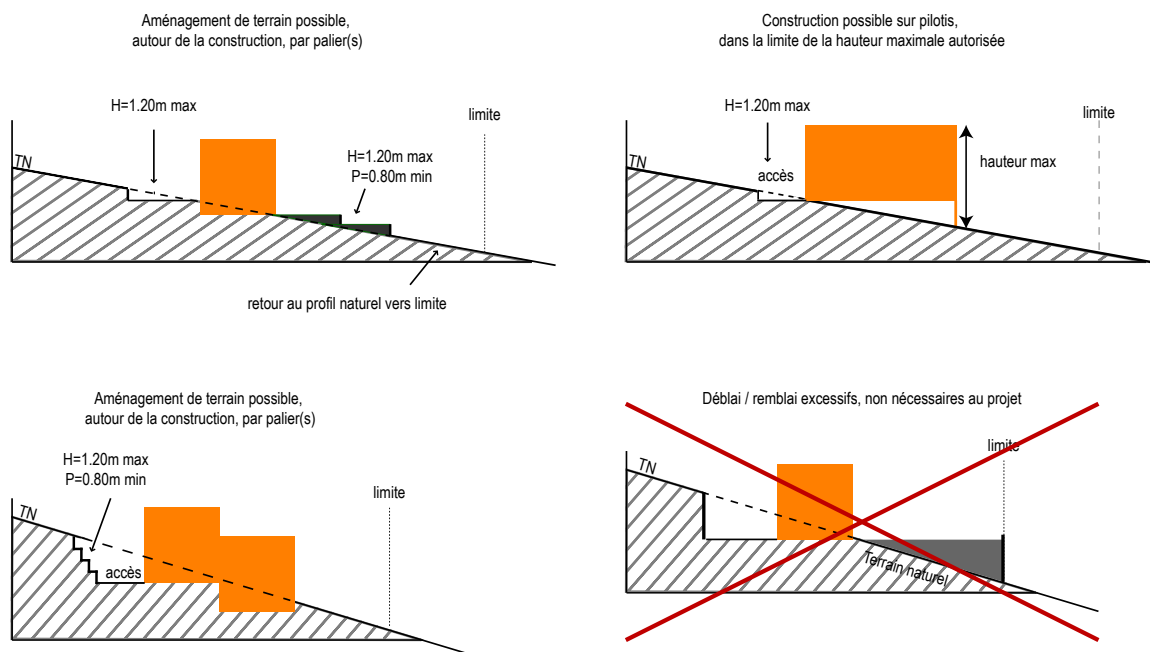 Aménagement de terrain possible,
autour de la construction, par palier(s)
H=1.20m max
limite
TN
H=1.20m max
P=0.80m min
retour au profil naturel vers limite
Construction possible sur pilotis,
dans la limite de la hauteur maximale autorisée
H=1.20m max
limite
TN
accès
hauteur max
Aménagement de terrain possible,
autour de la construction, par palier(s)
H=1.20m max
P=0.80m min
limite
TN
accès
Déblai / remblai excessifs, non nécessaires au projet
limite
TN
Terrain naturel